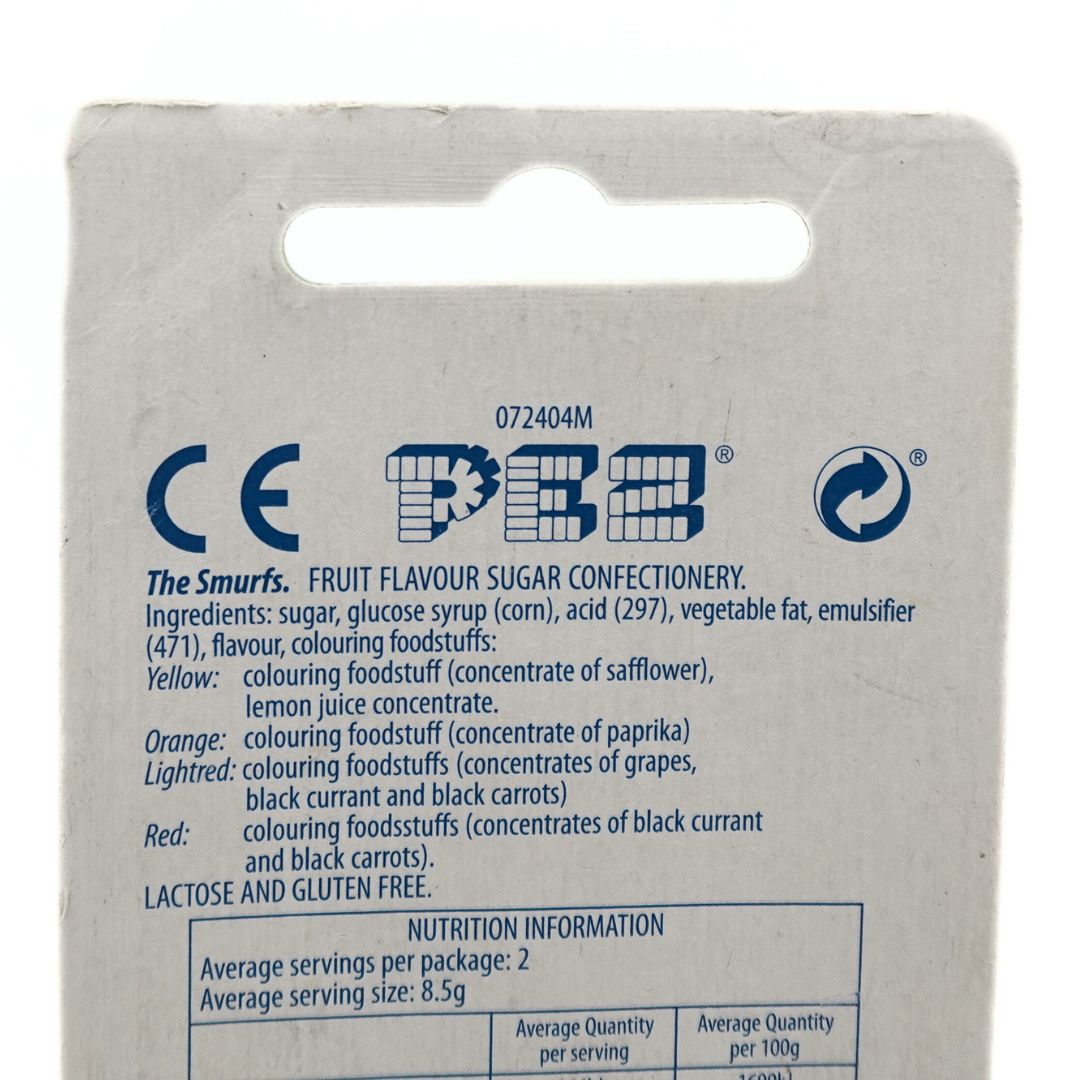 072404M
CE PEZ® ®
The Smurfs. FRUIT FLAVOUR SUGAR CONFECTIONERY.
Ingredients: sugar, glucose syrup (corn), acid (297), vegetable fat, emulsifier
(471), flavour, colouring foodstuffs:
Yellow: colouring foodstuff (concentrate of safflower),
lemon juice concentrate.
Orange: colouring foodstuff (concentrate of paprika)
Lightred: colouring foodstuffs (concentrates of grapes,
black currant and black carrots)
Red: colouring foodsstuffs (concentrates of black currant
and black carrots).
LACTOSE AND GLUTEN FREE.
NUTRITION INFORMATION
Average servings per package: 2
Average serving size: 8.5g
Average Quantity Average Quantity
per serving per 100g